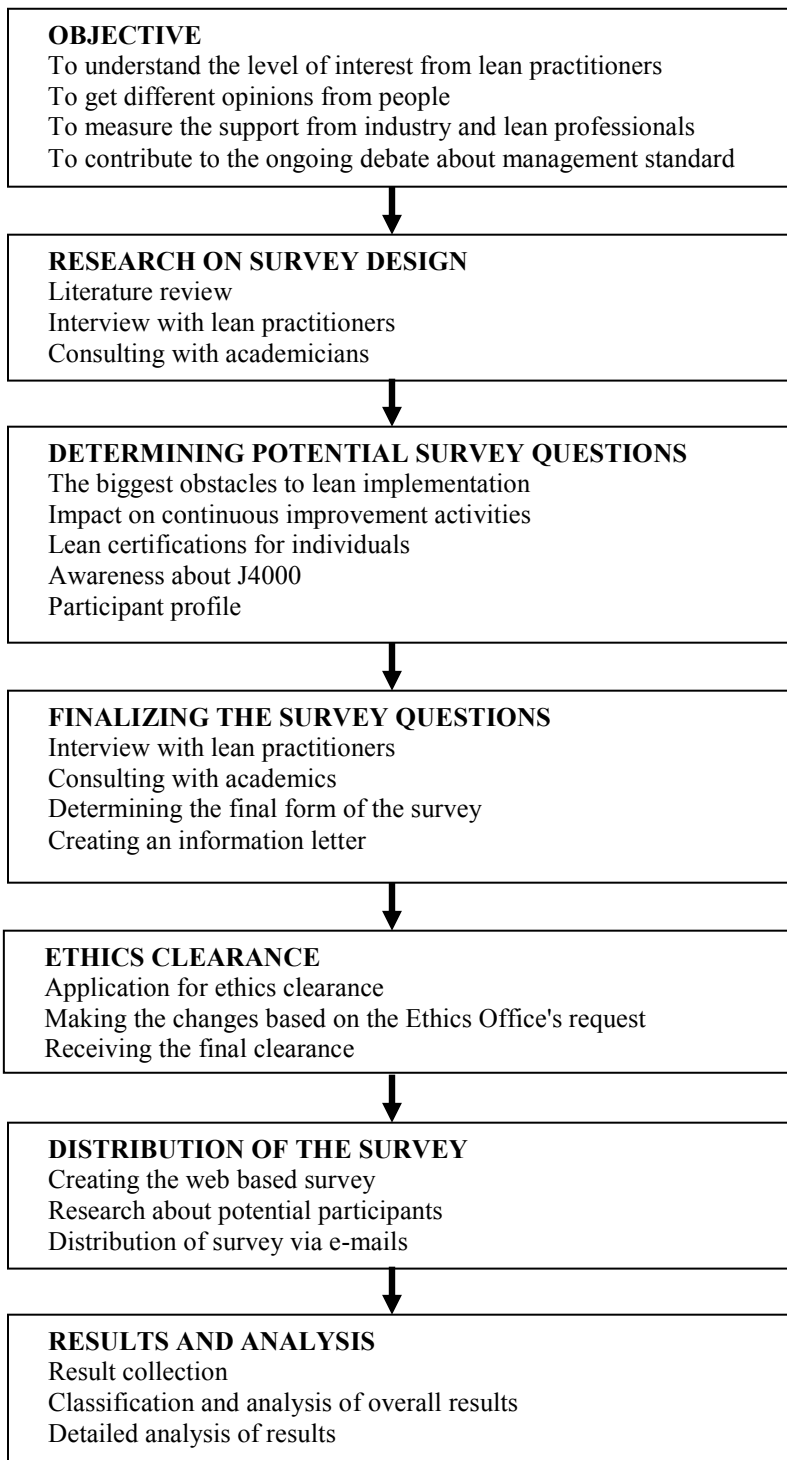 OBJECTIVE
To understand the level of interest from lean practitioners
To get different opinions from people
To measure the support from industry and lean professionals
To contribute to the ongoing debate about management standard
RESEARCH ON SURVEY DESIGN
Literature review
Interview with lean practitioners
Consulting with academicians
DETERMINING POTENTIAL SURVEY QUESTIONS
The biggest obstacles to lean implementation
Impact on continuous improvement activities
Lean certifications for individuals
Awareness about J4000
Participant profile
FINALIZING THE SURVEY QUESTIONS
Interview with lean practitioners
Consulting with academics
Determining the final form of the survey
Creating an information letter
ETHICS CLEARANCE
Application for ethics clearance
Making the changes based on the Ethics Office's request
Receiving the final clearance
DISTRIBUTION OF THE SURVEY
Creating the web based survey
Research about potential participants
Distribution of survey via e-mails
RESULTS AND ANALYSIS
Result collection
Classification and analysis of overall results
Detailed analysis of results